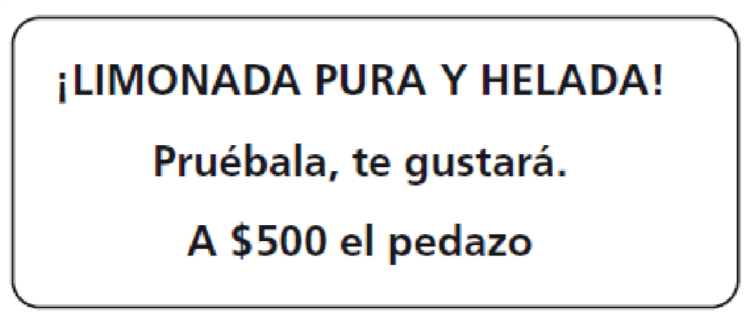 ¡LIMONADA PURA Y HELADA!
Pruébala, te gustará.
A $500 el pedazo